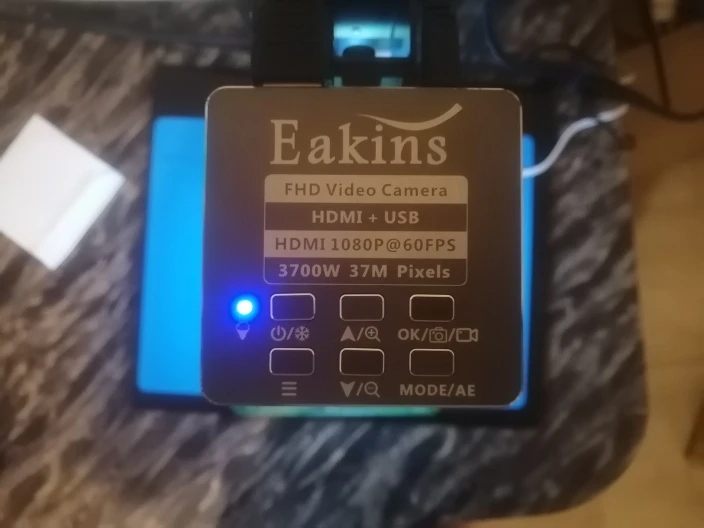 Eakins
FHD Video Camera
HDMI + USB
HDMI 1080P@60FPS
3700W 37M Pixels
OK/
MODE/AE